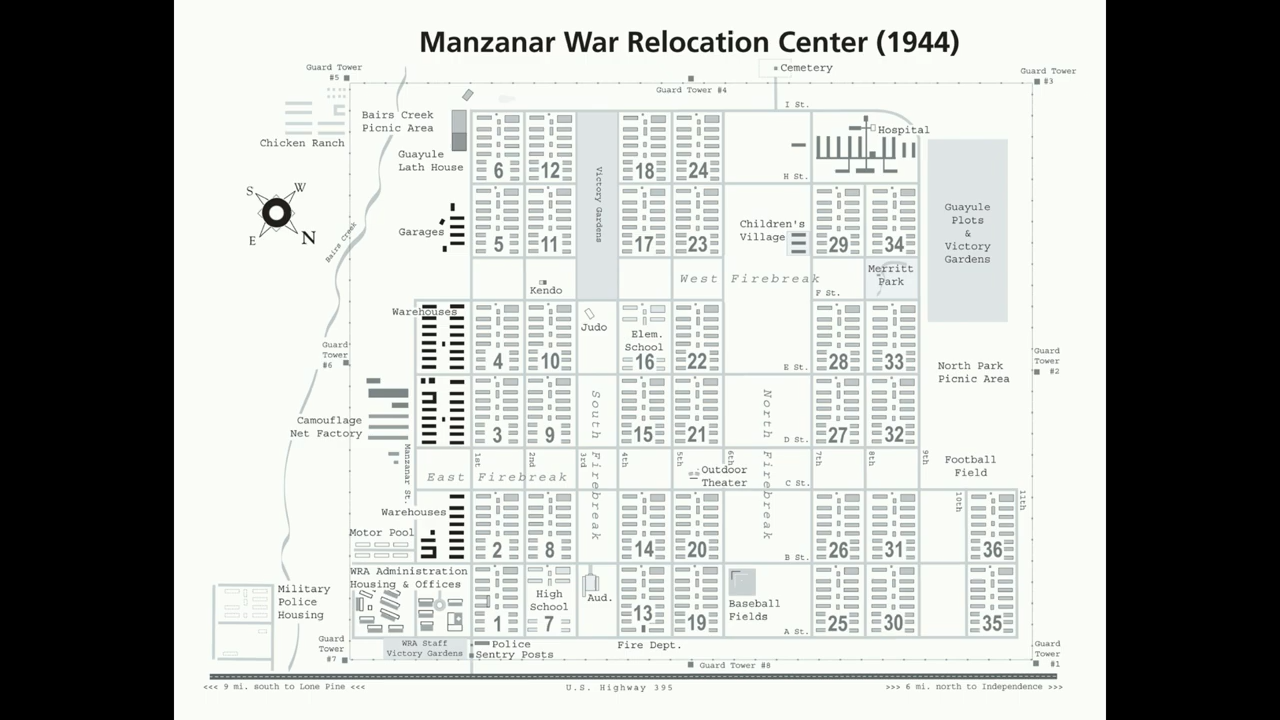 Manzanar War Relocation Center (1944)
Guard Tower
#5
Guard Tower #4
Cemetery
Guard Tower
#3
I St.
Chicken Ranch
Bairs Creek
Picnic Area
Guayule
Lath House
6
12
Victory Gardens
18
24
H St.
Hospital
S
W
E
N
Bairs Creek
Garages
5
11
17
23
Children's
Village
29
34
Guayule
Plots
&
Victory
Gardens
Kendo
West Firebreak
F St.
Merritt
Park
Warehouses
Judo
Elem.
School
4
10
16
22
E St.
28
33
Guard
Tower
#6
Guard
Tower
#2
North Park
Picnic Area
Camouflage
Net Factory
3
9
South Firebreak
15
21
North Firebreak
D St.
27
32
Manzanar St.
1st
2nd
3rd
4th
5th
6th
7th
8th
9th
10th
11th
East Firebreak
Outdoor
Theater
C St.
Football
Field
Warehouses
Motor Pool
2
8
14
20
B St.
26
31
36
WRA Administration
Housing & Offices
Military
Police
Housing
1
High
School
7
Aud.
13
19
Baseball
Fields
A St.
25
30
35
Guard
Tower
#7
WRA Staff
Victory Gardens
Police
Sentry Posts
Fire Dept.
Guard Tower #8
Guard
Tower
#1
<<< 9 mi. south to Lone Pine <<<
U.S. Highway 395
>>> 6 mi. north to Independence >>>